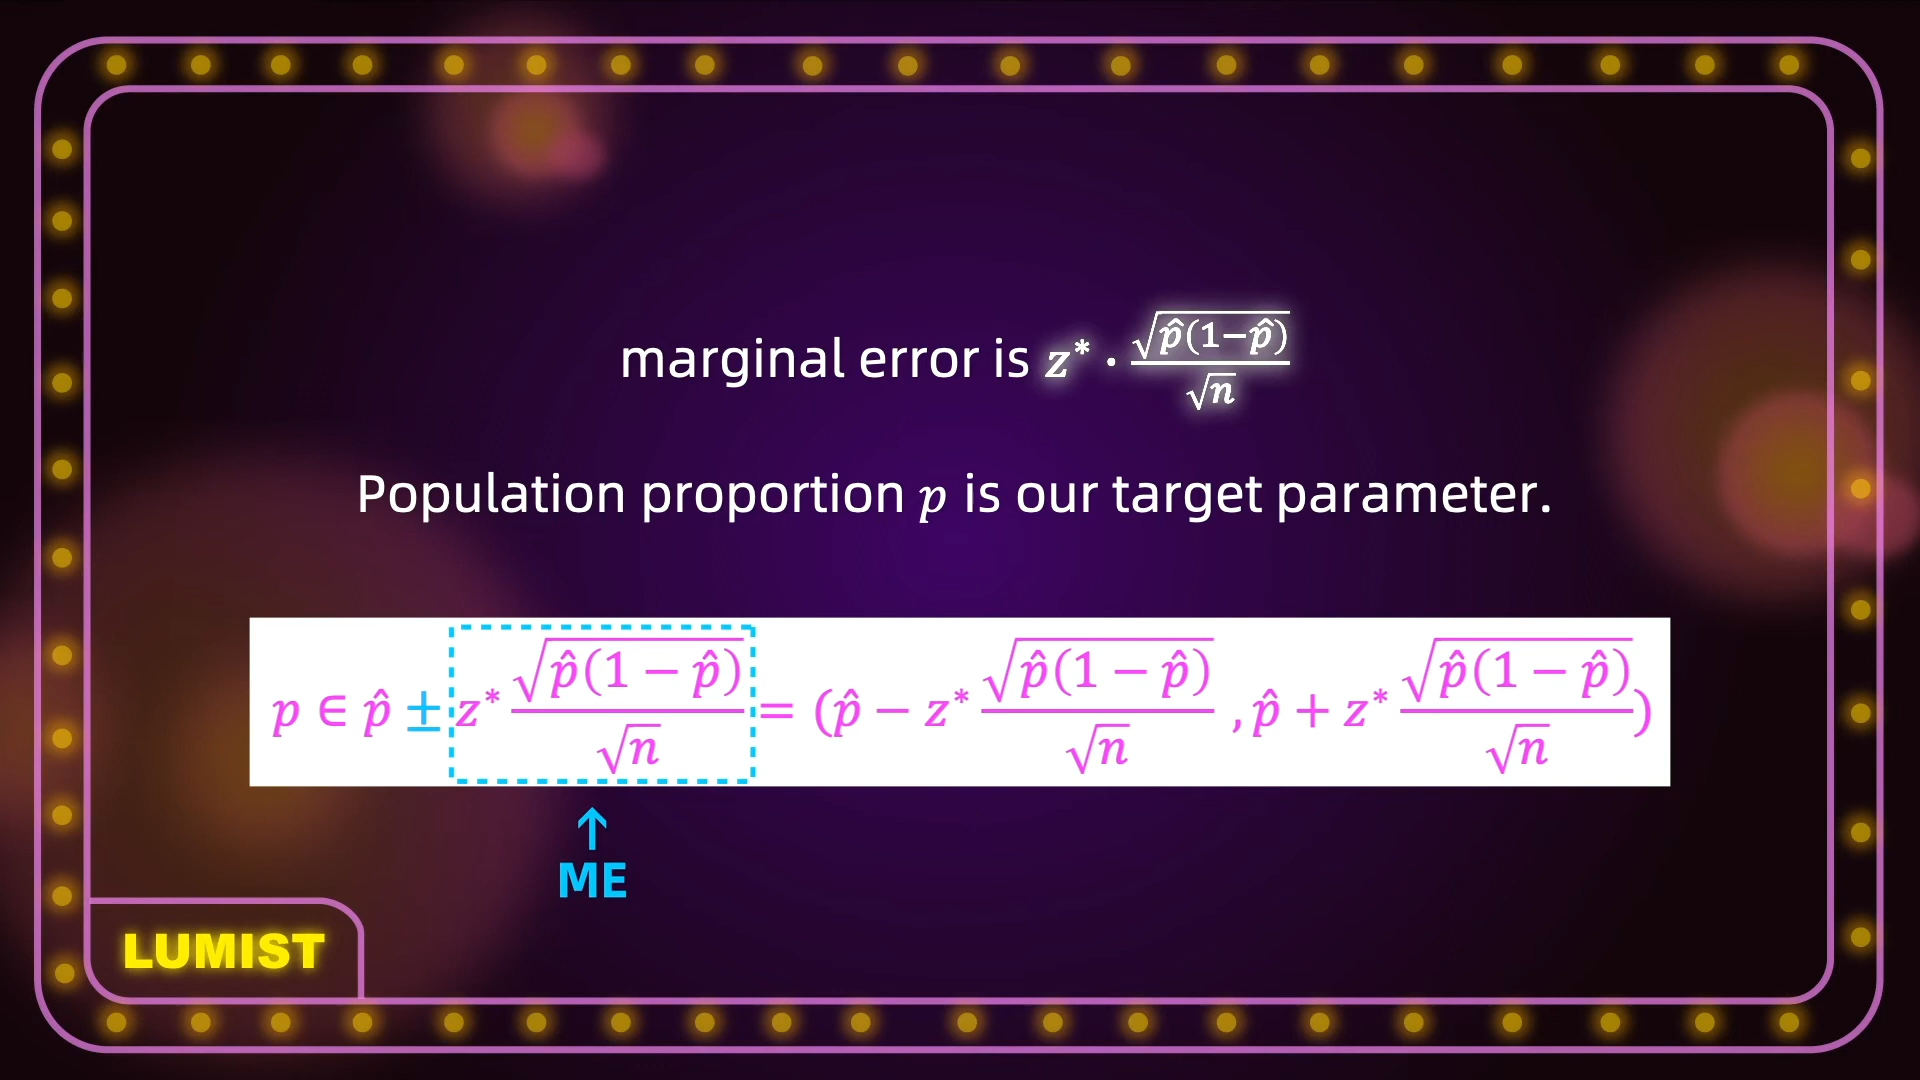 marginal error is z* · √p̂(1−p̂) / √n
Population proportion p is our target parameter.
p ∈ p̂ ± z* √p̂(1 − p̂) / √n = (p̂ − z* √p̂(1 − p̂) / √n , p̂ + z* √p̂(1 − p̂) / √n)
↑
ME
LUMIST